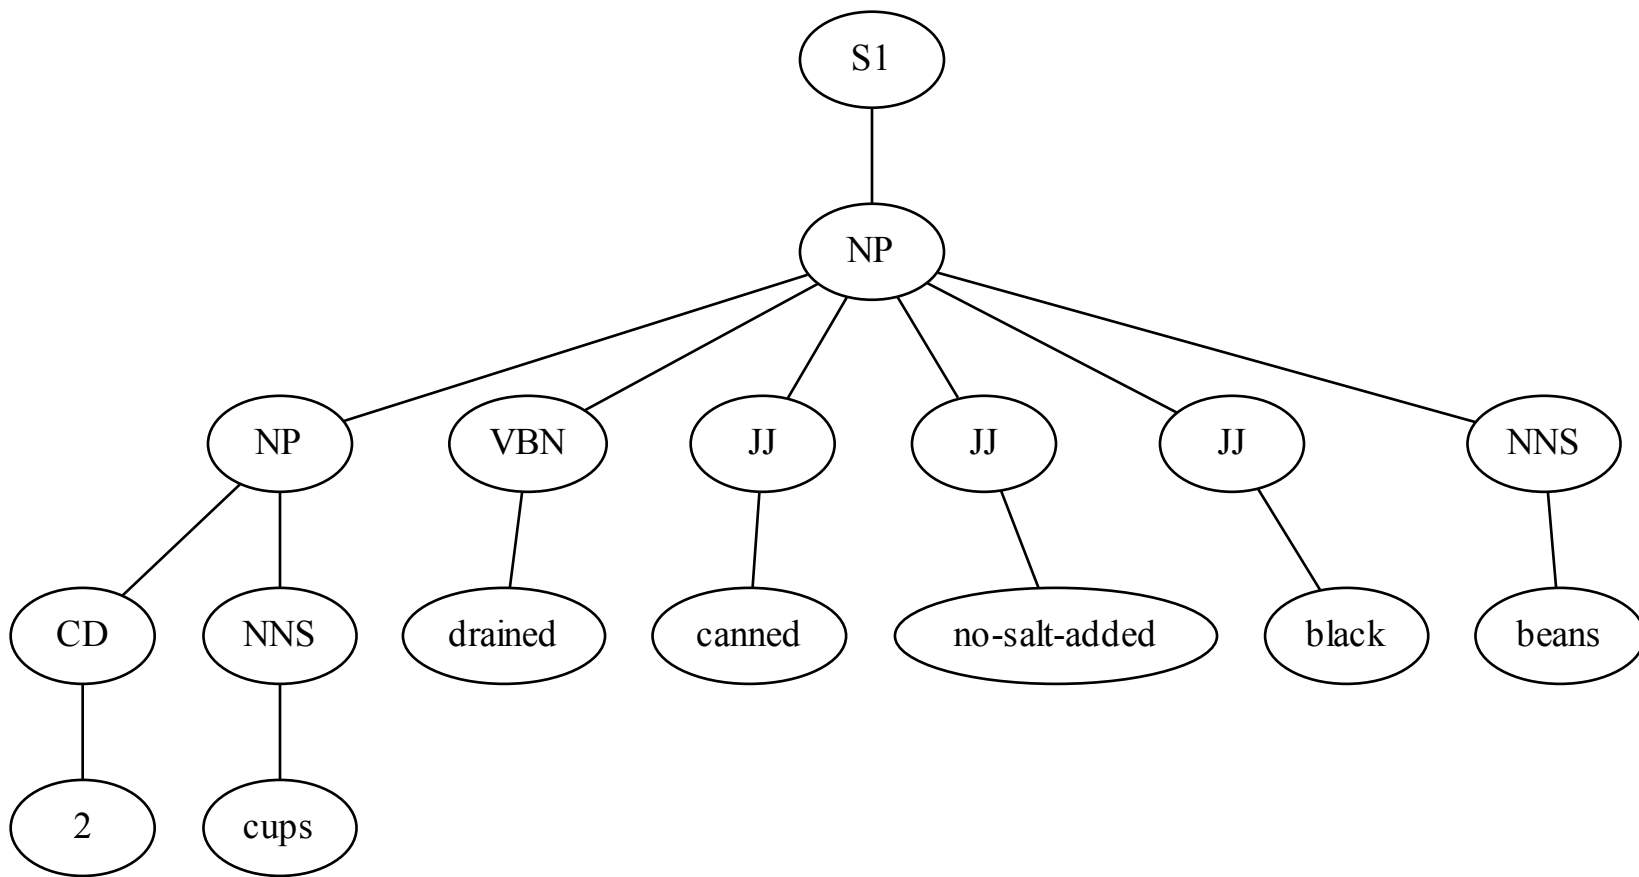 S1
NP
NP VBN JJ JJ JJ NNS
CD NNS drained canned no-salt-added black beans
2 cups